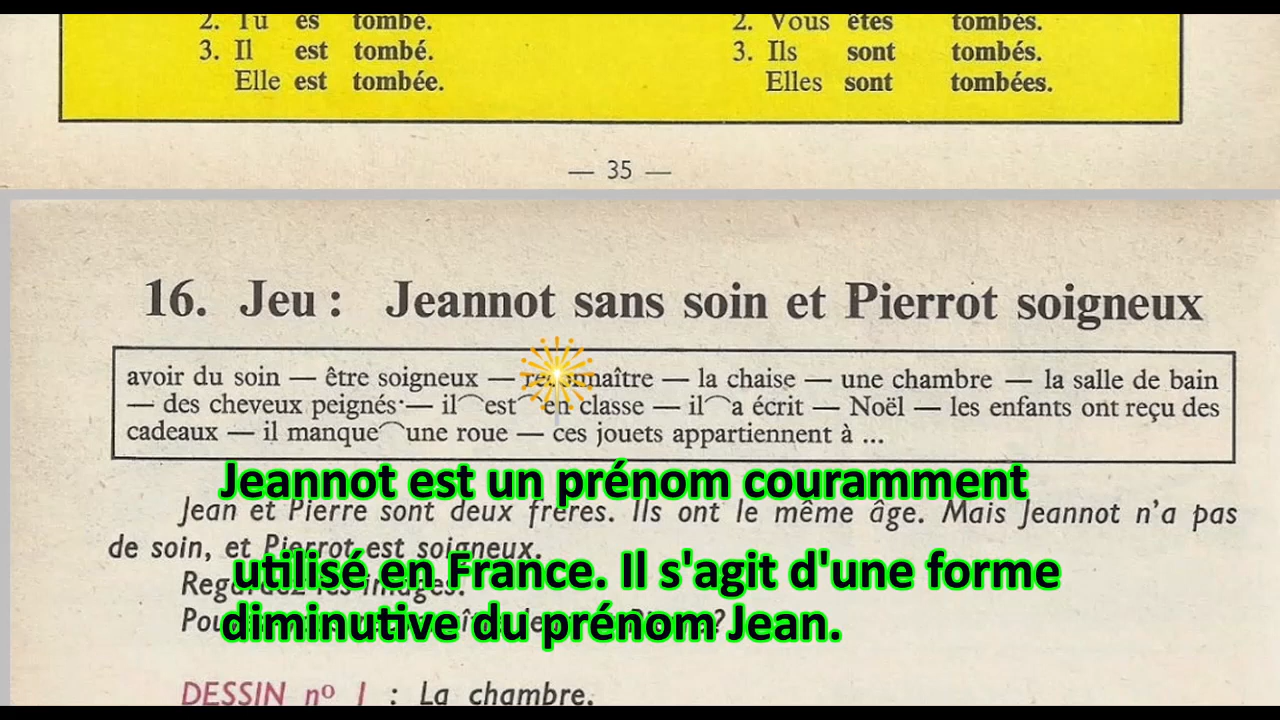 2. Tu es tombé. 2. Vous êtes tombés.
3. Il est tombé. 3. Ils sont tombés.
Elle est tombée. Elles sont tombées.
— 35 —
16. Jeu : Jeannot sans soin et Pierrot soigneux
avoir du soin — être soigneux — reconnaître — la chaise — une chambre — la salle de bain
— des cheveux peignés — il‿est‿en classe — il‿a écrit — Noël — les enfants ont reçu des
cadeaux — il manque‿une roue — ces jouets appartiennent à ...
Jeannot est un prénom couramment
Jean et Pierre sont deux frères. Ils ont le même âge. Mais Jeannot n'a pas
de soin, et Pierrot est soigneux.
utilisé en France. Il s'agit d'une forme
Regardez les images.
diminutive du prénom Jean.
DESSIN nº 1 : La chambre.